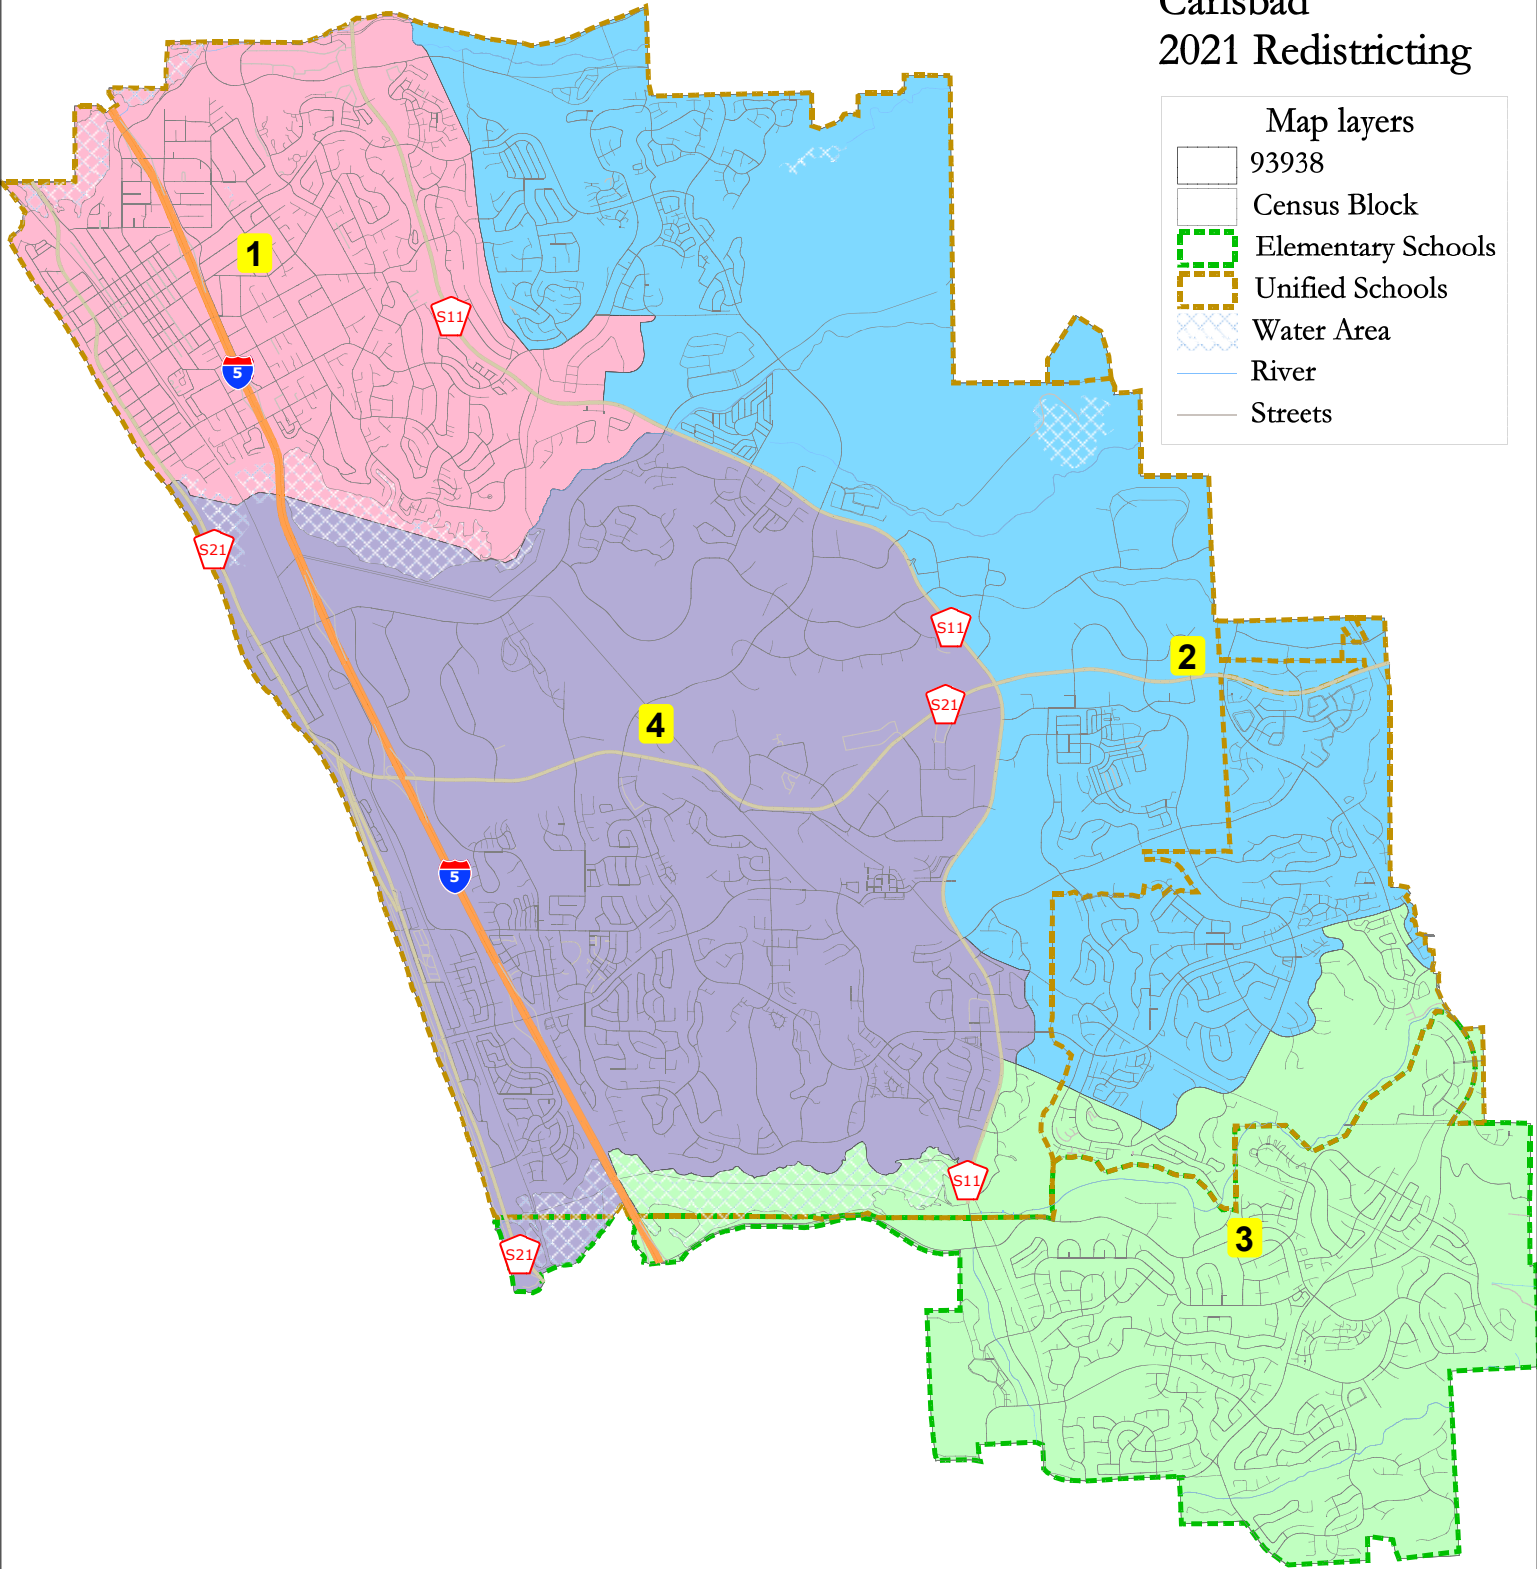 Carlsbad
2021 Redistricting
Map layers
93938
Census Block
Elementary Schools
Unified Schools
Water Area
River
Streets
1
S11
5
S21
S11
2
S21
4
5
S11
3
S21